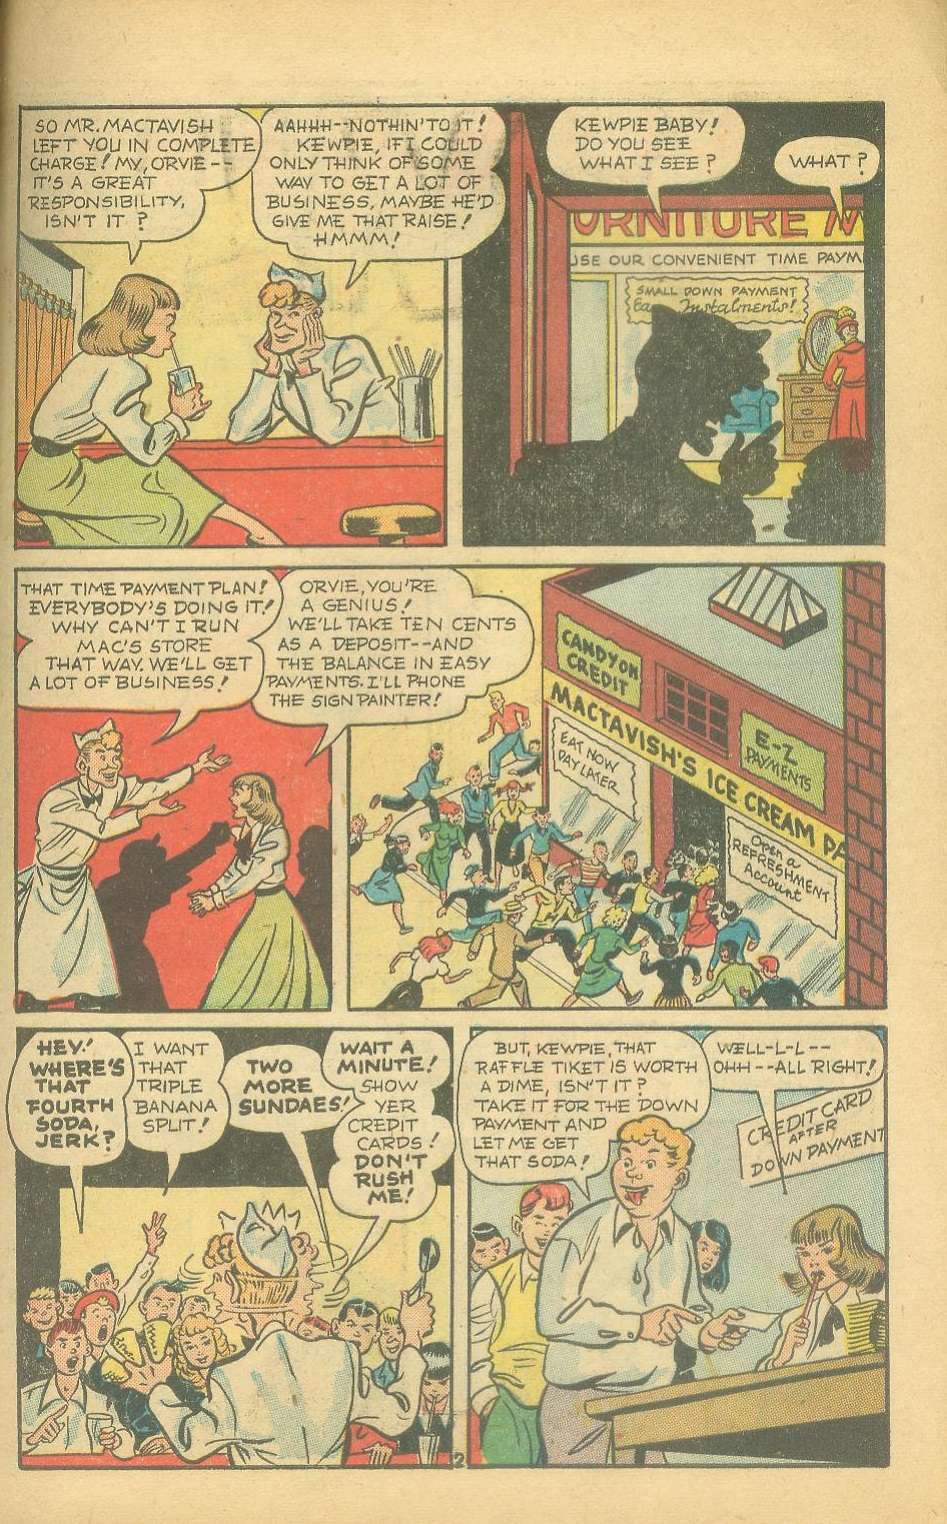 SO MR. MACTAVISH
LEFT YOU IN COMPLETE
CHARGE! MY, ORVIE--
IT'S A GREAT
RESPONSIBILITY,
ISN'T IT?
AAHHH--NOTHIN' TO IT!
KEWPIE, IF I COULD
ONLY THINK OF SOME
WAY TO GET A LOT OF
BUSINESS, MAYBE HE'D
GIVE ME THAT RAISE!
HMMM!
KEWPIE BABY!
DO YOU SEE
WHAT I SEE?
WHAT?
URNITURE M
USE OUR CONVENIENT TIME PAYM
SMALL DOWN PAYMENT
Easy Instalments!
THAT TIME PAYMENT PLAN!
EVERYBODY'S DOING IT!
WHY CAN'T I RUN
MAC'S STORE
THAT WAY. WE'LL GET
A LOT OF BUSINESS!
ORVIE, YOU'RE
A GENIUS!
WE'LL TAKE TEN CENTS
AS A DEPOSIT--AND
THE BALANCE IN EASY
PAYMENTS. I'LL PHONE
THE SIGN PAINTER!
CANDY ON
CREDIT
MACTAVISH'S ICE CREAM PA
E-Z
PAYMENTS
EAT NOW
PAY LATER
Open a
REFRESHMENT
Account
HEY!
WHERE'S
THAT
FOURTH
SODA,
JERK?
I WANT
THAT
TRIPLE
BANANA
SPLIT!
TWO
MORE
SUNDAES!
WAIT A
MINUTE!
SHOW
YER
CREDIT
CARDS!
DON'T
RUSH
ME!
2
BUT, KEWPIE, THAT
RAFFLE TIKET IS WORTH
A DIME, ISN'T IT?
TAKE IT FOR THE DOWN
PAYMENT AND
LET ME GET
THAT SODA!
WELL-L-L--
OHH--ALL RIGHT!
CREDIT CARD
AFTER
DOWN PAYMENT